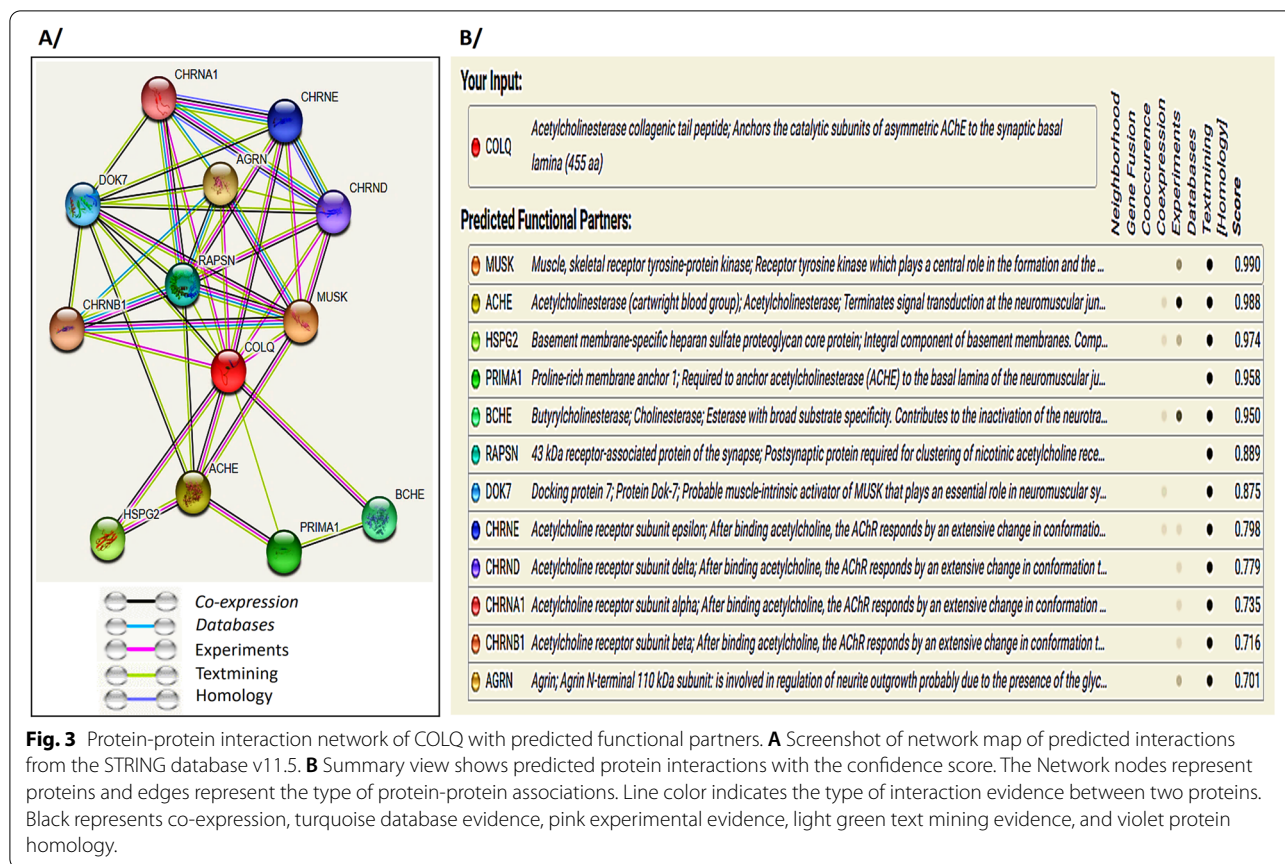 A/
CHRNA1
CHRNE
AGRN
DOK7
CHRND
RAPSN
CHRNB1
MUSK
COLQ
ACHE
BCHE
HSPG2
PRIMA1
Co-expression
Databases
Experiments
Textmining
Homology
B/
Your Input:
COLQ Acetylcholinesterase collagenic tail peptide; Anchors the catalytic subunits of asymmetric AChE to the synaptic basal
lamina (455 aa)
Neighborhood
Gene Fusion
Cooccurence
Coexpression
Experiments
Databases
Textmining
[Homology]
Score
Predicted Functional Partners:
MUSK Muscle, skeletal receptor tyrosine-protein kinase; Receptor tyrosine kinase which plays a central role in the formation and the ... 0.990
ACHE Acetylcholinesterase (cartwright blood group); Acetylcholinesterase; Terminates signal transduction at the neuromuscular jun... 0.988
HSPG2 Basement membrane-specific heparan sulfate proteoglycan core protein; Integral component of basement membranes. Comp... 0.974
PRIMA1 Proline-rich membrane anchor 1; Required to anchor acetylcholinesterase (ACHE) to the basal lamina of the neuromuscular ju... 0.958
BCHE Butyrylcholinesterase; Cholinesterase; Esterase with broad substrate specificity. Contributes to the inactivation of the neurotra... 0.950
RAPSN 43 kDa receptor-associated protein of the synapse; Postsynaptic protein required for clustering of nicotinic acetylcholine rece... 0.889
DOK7 Docking protein 7; Protein Dok-7; Probable muscle-intrinsic activator of MUSK that plays an essential role in neuromuscular sy... 0.875
CHRNE Acetylcholine receptor subunit epsilon; After binding acetylcholine, the AChR responds by an extensive change in conformatio... 0.798
CHRND Acetylcholine receptor subunit delta; After binding acetylcholine, the AChR responds by an extensive change in conformation t... 0.779
CHRNA1 Acetylcholine receptor subunit alpha; After binding acetylcholine, the AChR responds by an extensive change in conformation ... 0.735
CHRNB1 Acetylcholine receptor subunit beta; After binding acetylcholine, the AChR responds by an extensive change in conformation t... 0.716
AGRN Agrin; Agrin N-terminal 110 kDa subunit: is involved in regulation of neurite outgrowth probably due to the presence of the glyc... 0.701
Fig. 3 Protein-protein interaction network of COLQ with predicted functional partners. A Screenshot of network map of predicted interactions
from the STRING database v11.5. B Summary view shows predicted protein interactions with the confidence score. The Network nodes represent
proteins and edges represent the type of protein-protein associations. Line color indicates the type of interaction evidence between two proteins.
Black represents co-expression, turquoise database evidence, pink experimental evidence, light green text mining evidence, and violet protein
homology.